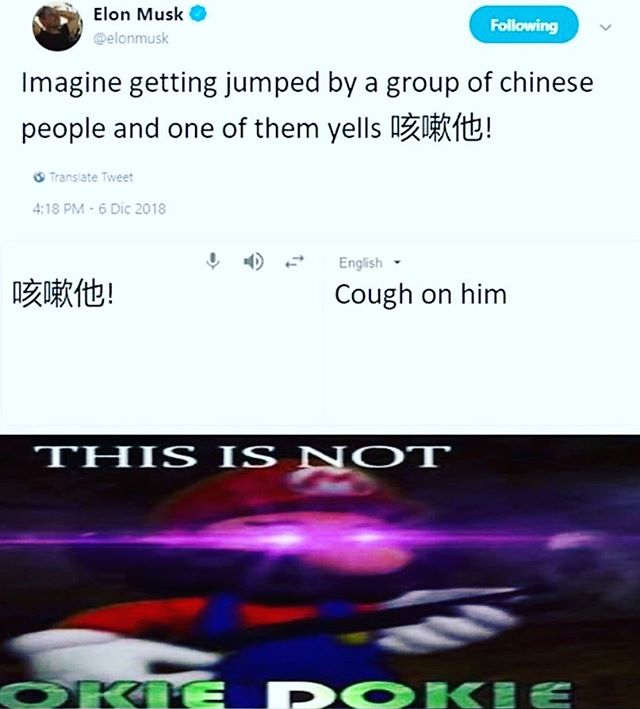 Elon Musk
@elonmusk
Following
Imagine getting jumped by a group of chinese
people and one of them yells 咳嗽他!
Translate Tweet
4:18 PM - 6 Dic 2018
English
咳嗽他!
Cough on him
THIS IS NOT
OKIE DOKIE